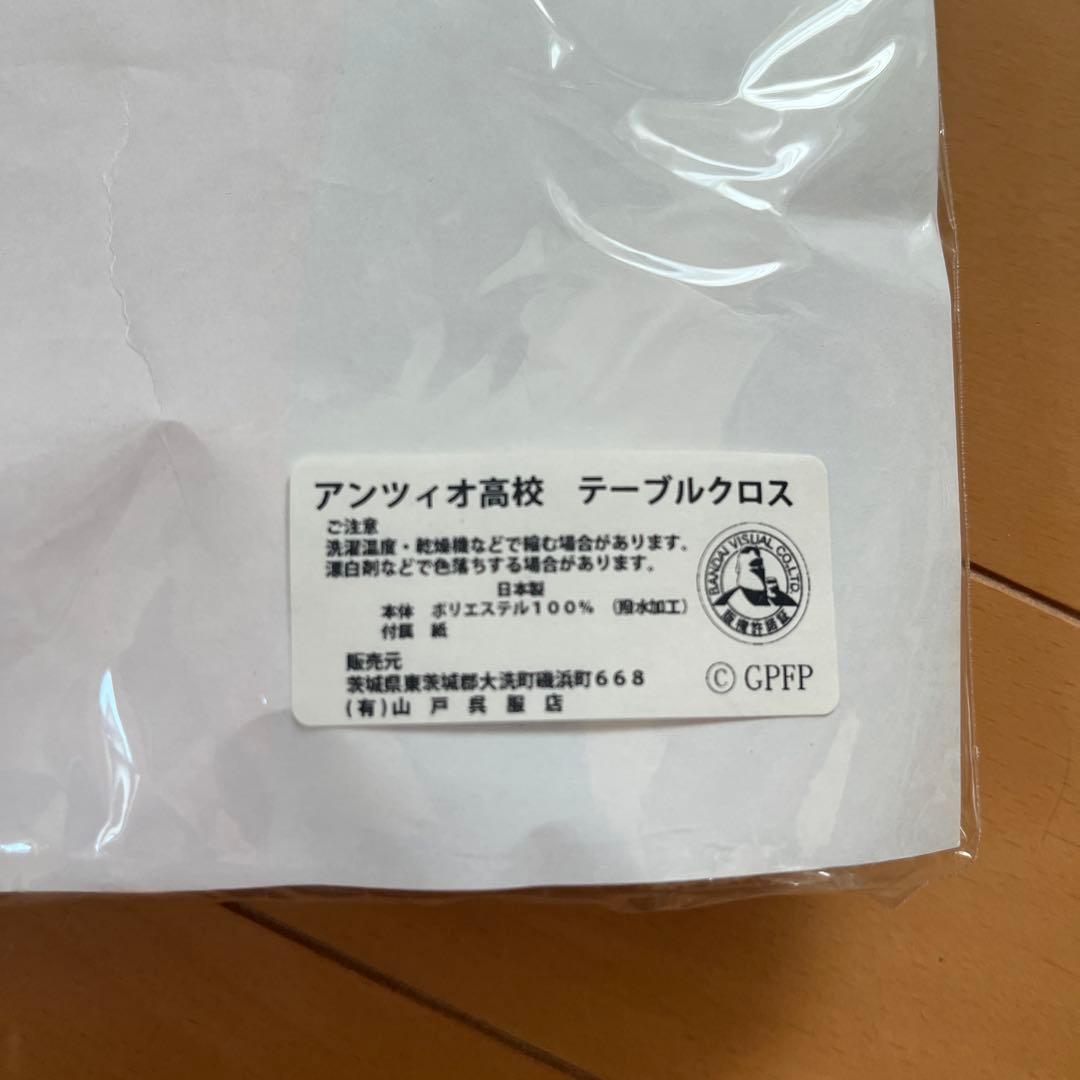 アンツィオ高校 テーブルクロス
ご注意
洗濯温度・乾燥機などで縮む場合があります。
漂白剤などで色落ちする場合があります。
日本製
本体 ポリエステル100% (撥水加工)
付属 紙
販売元
茨城県東茨城郡大洗町磯浜町668
(有)山戸呉服店
BANDAI VISUAL CO.,LTD.
版権許諾証
© GPFP